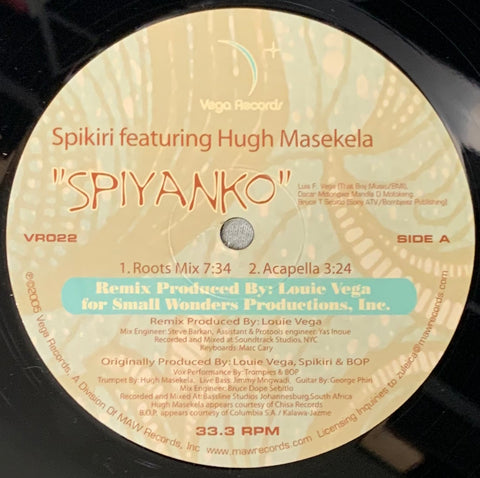 Vega Records
Spikiri featuring Hugh Masekela
"SPIYANKO"
Luis F. Vega (That Boy Music/BMI),
Oscar Mdlongwa Mandla D Motokeng,
Bruce T Sebitlo (Sony ATV/Bombaxxx Publishing)
VR022
SIDE A
1. Roots Mix 7:34 2. Acapella 3:24
Remix Produced By: Louie Vega
for Small Wonders Productions, Inc.
Remix Produced By: Louie Vega
Mix Engineer: Steve Barkan, Assistant & Protools engineer: Yas Inoue
Recorded and Mixed at Soundtrack Studios, NYC
Keyboards: Marc Cary
Originally Produced By: Louie Vega, Spikiri & BOP
Vox Performance By: Trompies & BOP
Trumpet By: Hugh Masekela, Live Bass: Jimmy Mngwadi, Guitar By: George Phiri
Mix Engineer: Bruce Dope Sebitlo
Recorded and Mixed At: Bassline Studios Johannesburg, South Africa
Hugh Masekela appears courtesy of Chisa Records.
B.O.P. appears courtesy of Columbia S.A. / Kalawa-Jazme
33.3 RPM
℗©2005 Vega Records, A Division Of MAW Records, Inc www.mawrecords.com Licensing Inquiries to zuleica@mawrecords.com